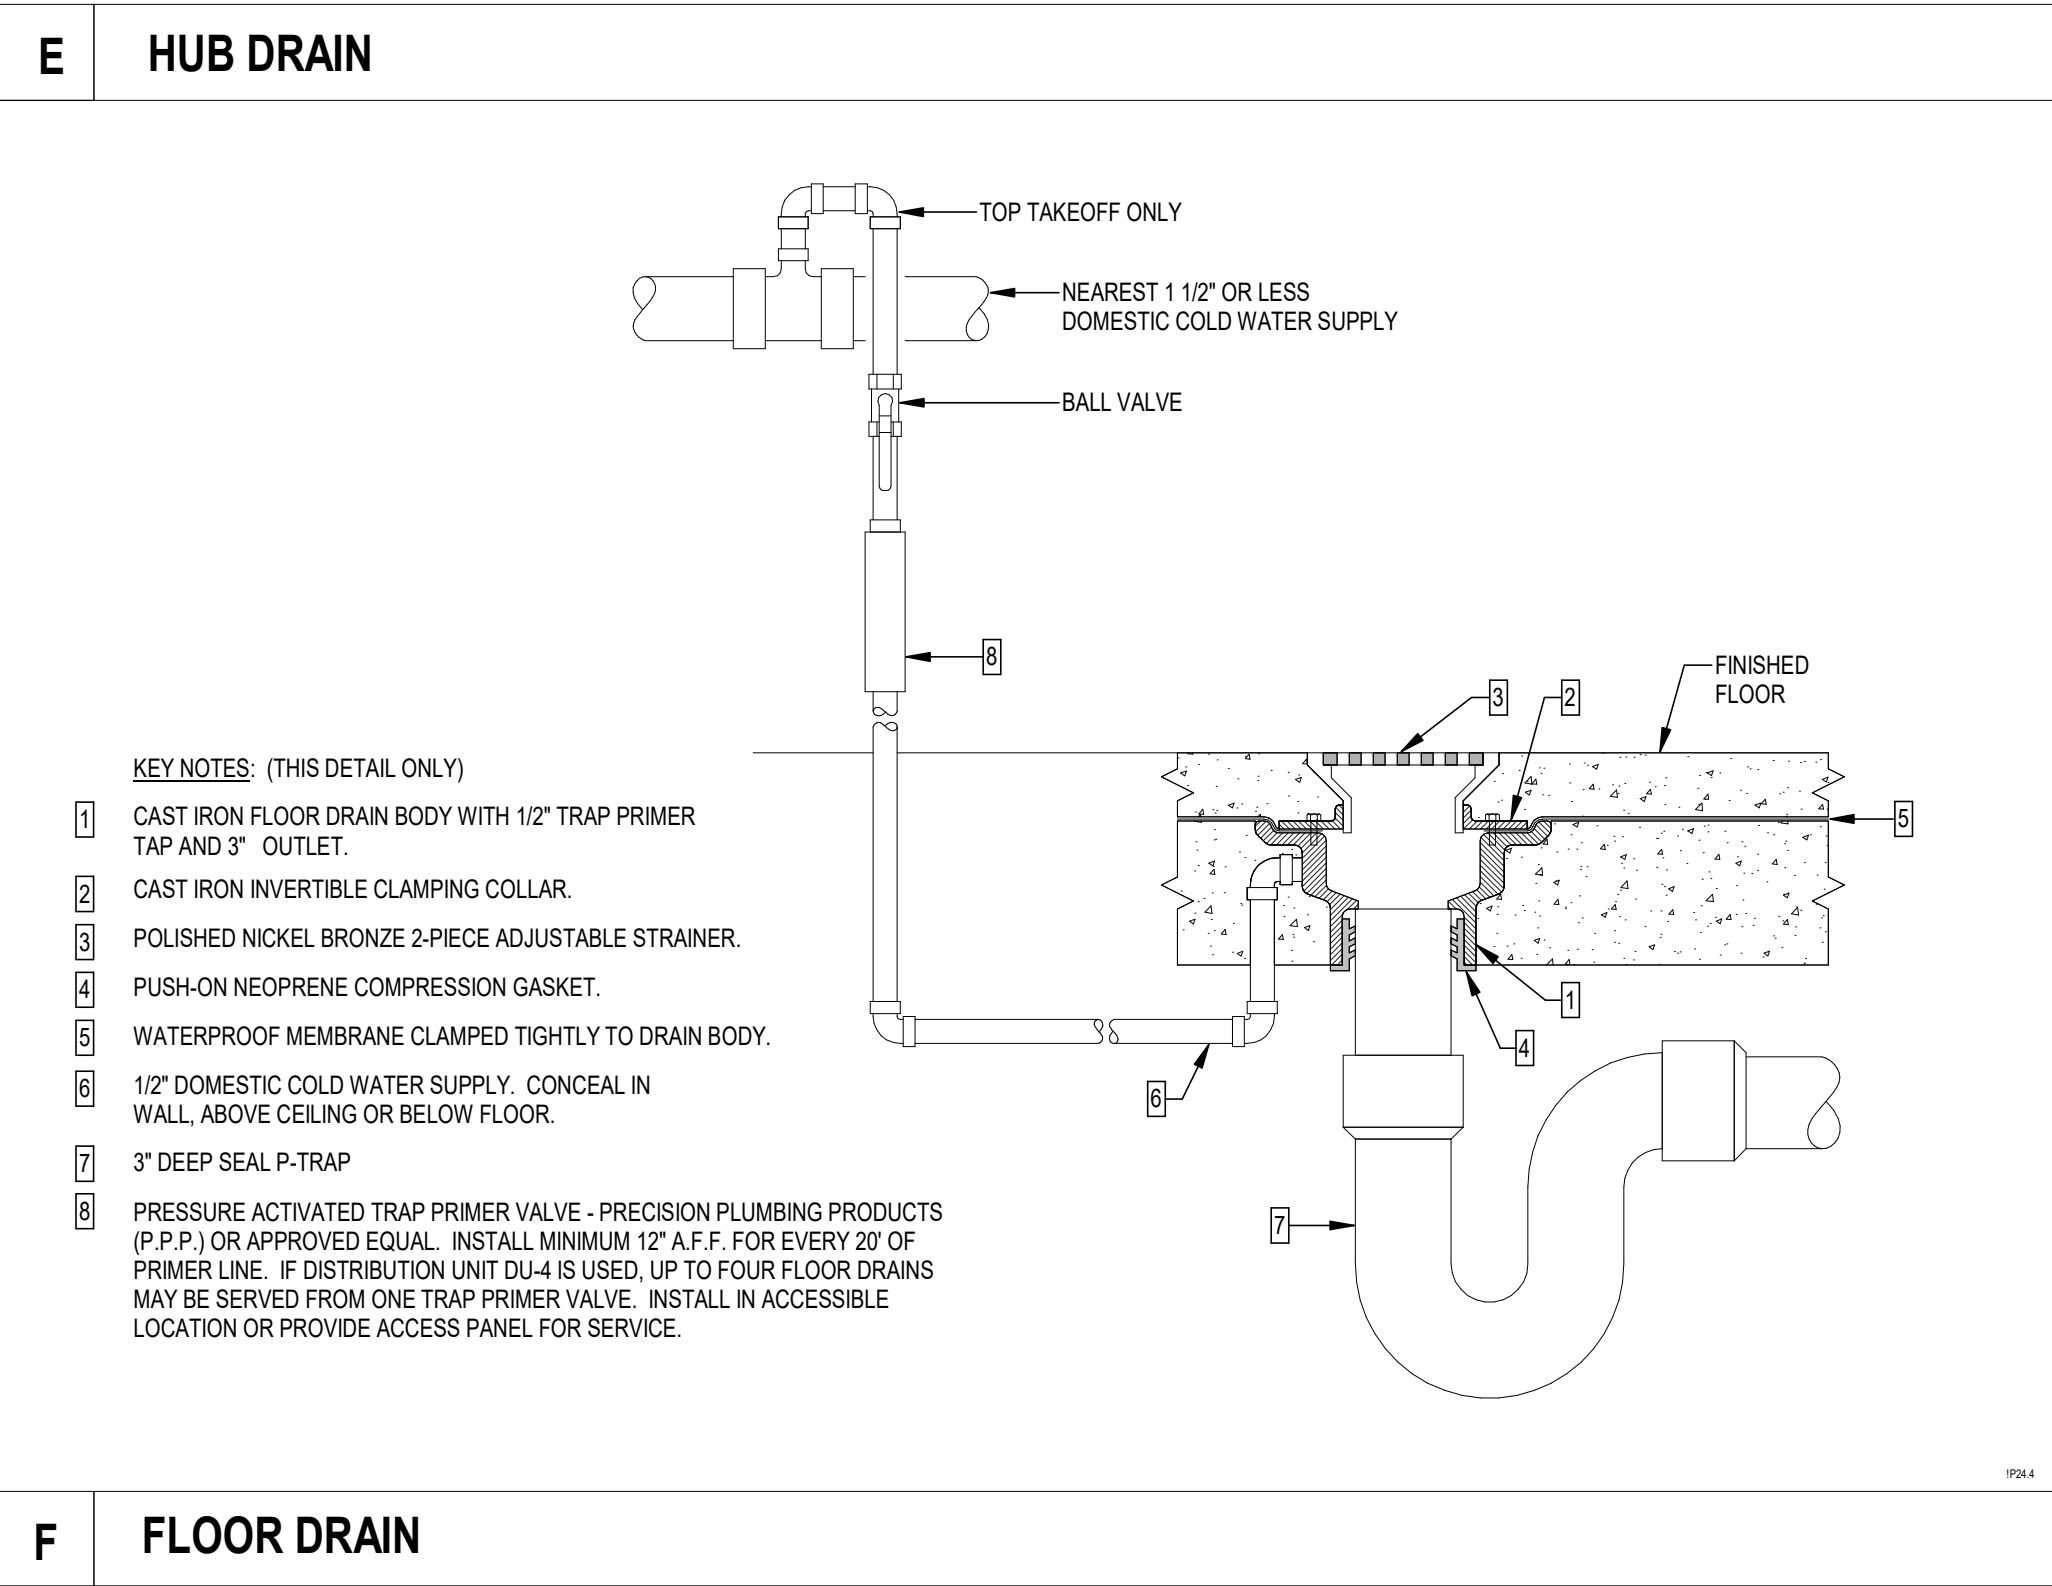 E HUB DRAIN
TOP TAKEOFF ONLY
NEAREST 1 1/2" OR LESS
DOMESTIC COLD WATER SUPPLY
BALL VALVE
8
3
2
FINISHED
FLOOR
5
1
4
6
7
KEY NOTES: (THIS DETAIL ONLY)
1 CAST IRON FLOOR DRAIN BODY WITH 1/2" TRAP PRIMER
TAP AND 3" OUTLET.
2 CAST IRON INVERTIBLE CLAMPING COLLAR.
3 POLISHED NICKEL BRONZE 2-PIECE ADJUSTABLE STRAINER.
4 PUSH-ON NEOPRENE COMPRESSION GASKET.
5 WATERPROOF MEMBRANE CLAMPED TIGHTLY TO DRAIN BODY.
6 1/2" DOMESTIC COLD WATER SUPPLY. CONCEAL IN
WALL, ABOVE CEILING OR BELOW FLOOR.
7 3" DEEP SEAL P-TRAP
8 PRESSURE ACTIVATED TRAP PRIMER VALVE - PRECISION PLUMBING PRODUCTS
(P.P.P.) OR APPROVED EQUAL. INSTALL MINIMUM 12" A.F.F. FOR EVERY 20' OF
PRIMER LINE. IF DISTRIBUTION UNIT DU-4 IS USED, UP TO FOUR FLOOR DRAINS
MAY BE SERVED FROM ONE TRAP PRIMER VALVE. INSTALL IN ACCESSIBLE
LOCATION OR PROVIDE ACCESS PANEL FOR SERVICE.
!P24.4
F FLOOR DRAIN